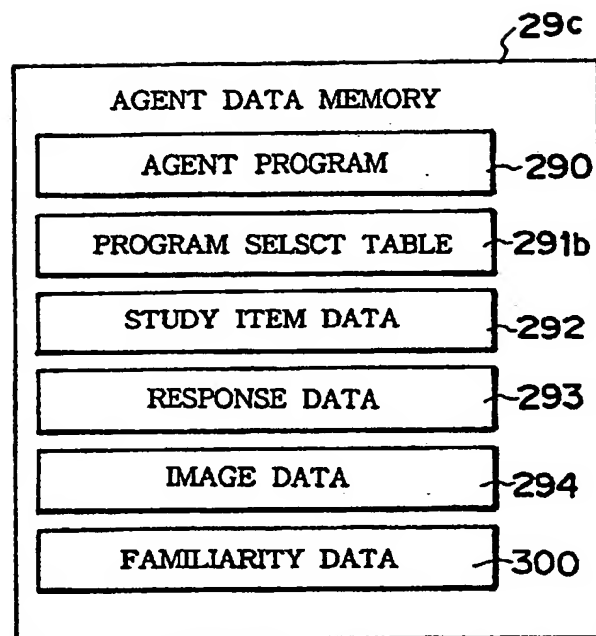 29c
AGENT DATA MEMORY
AGENT PROGRAM 290
PROGRAM SELSCT TABLE 291b
STUDY ITEM DATA 292
RESPONSE DATA 293
IMAGE DATA 294
FAMILIARITY DATA 300